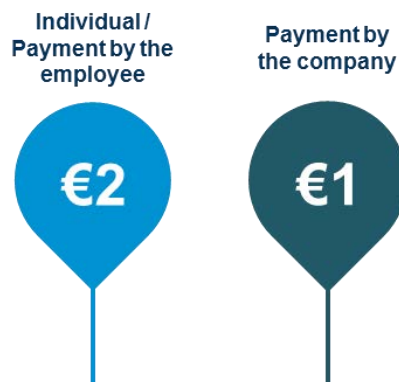 Individual /
Payment by the
employee
€2
Payment by
the company
€1